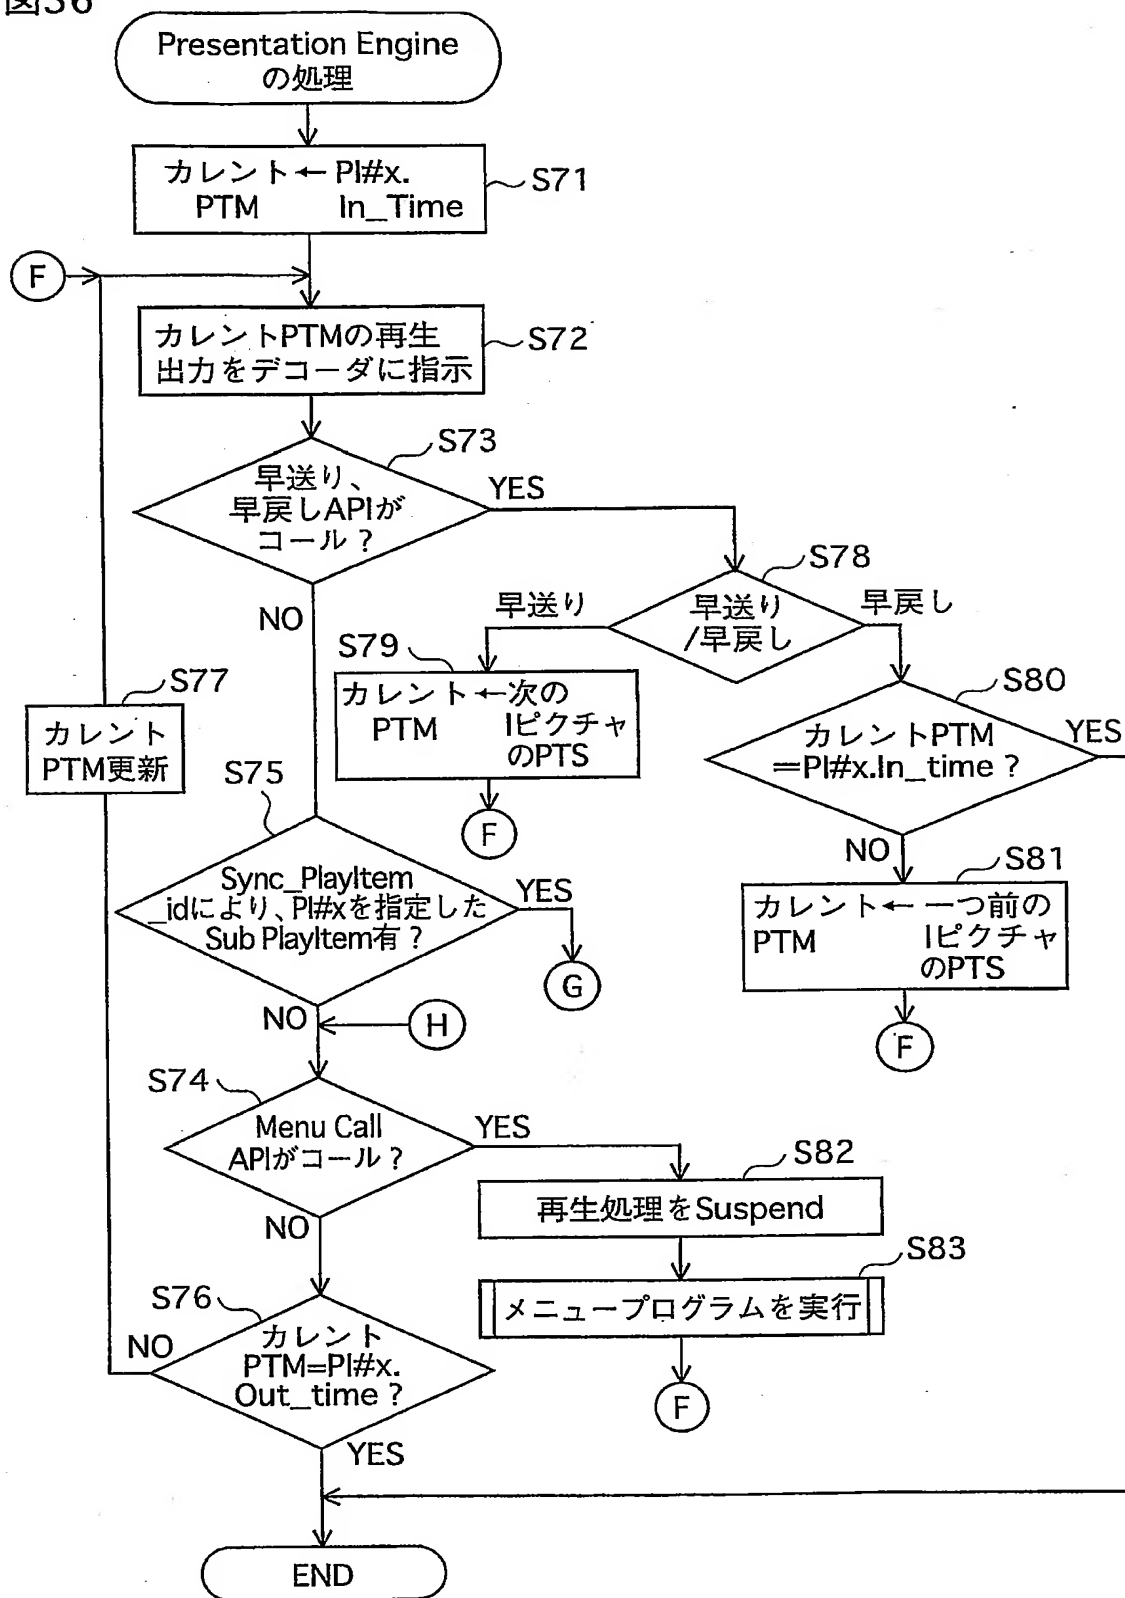 図36
Presentation Engine
の処理
カレント←PI#x.
PTM In_Time
S71
F
カレントPTMの再生
出力をデコーダに指示
S72
S73
早送り、
早戻しAPIが
コール？
YES
NO
S78
早送り
/早戻し
早送り
早戻し
S79
カレント←次の
PTM Iピクチャ
のPTS
F
S80
カレントPTM
=PI#x.In_time？
YES
NO
S81
カレント←一つ前の
PTM Iピクチャ
のPTS
F
S77
カレント
PTM更新
S75
Sync_PlayItem
_idにより、PI#xを指定した
Sub PlayItem有？
YES
G
NO
H
S74
Menu Call
APIがコール？
YES
NO
S82
再生処理をSuspend
S83
メニュープログラムを実行
F
S76
カレント
PTM=PI#x.
Out_time？
NO
YES
END